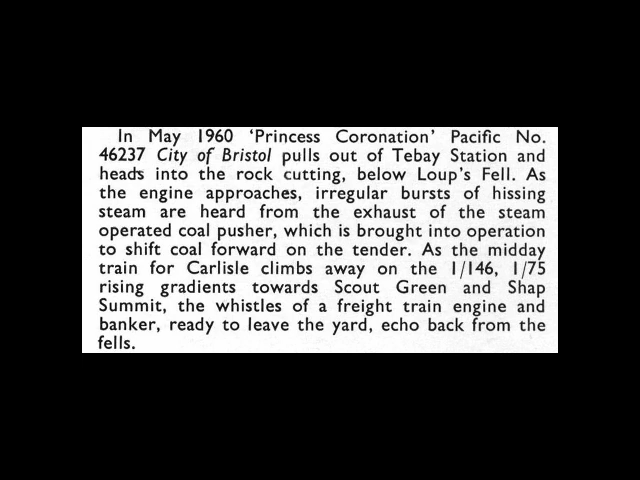 In May 1960 'Princess Coronation' Pacific No.
46237 City of Bristol pulls out of Tebay Station and
heads into the rock cutting, below Loup's Fell. As
the engine approaches, irregular bursts of hissing
steam are heard from the exhaust of the steam
operated coal pusher, which is brought into operation
to shift coal forward on the tender. As the midday
train for Carlisle climbs away on the 1/146, 1/75
rising gradients towards Scout Green and Shap
Summit, the whistles of a freight train engine and
banker, ready to leave the yard, echo back from the
fells.